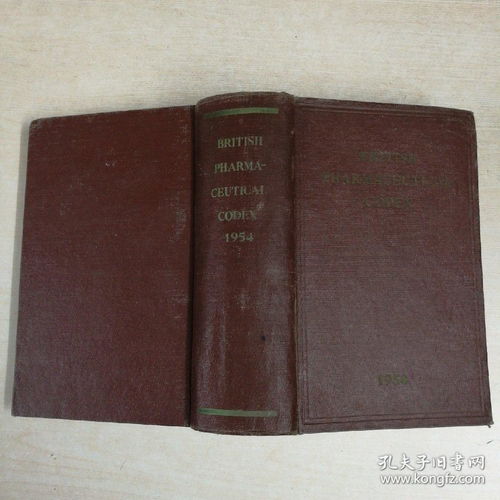 BRITISH
PHARMA-
CEUTICAL
CODEX
1954
BRITISH
PHARMACEUTICAL
CODEX
1954
孔夫子旧书网
www.kongfz.com